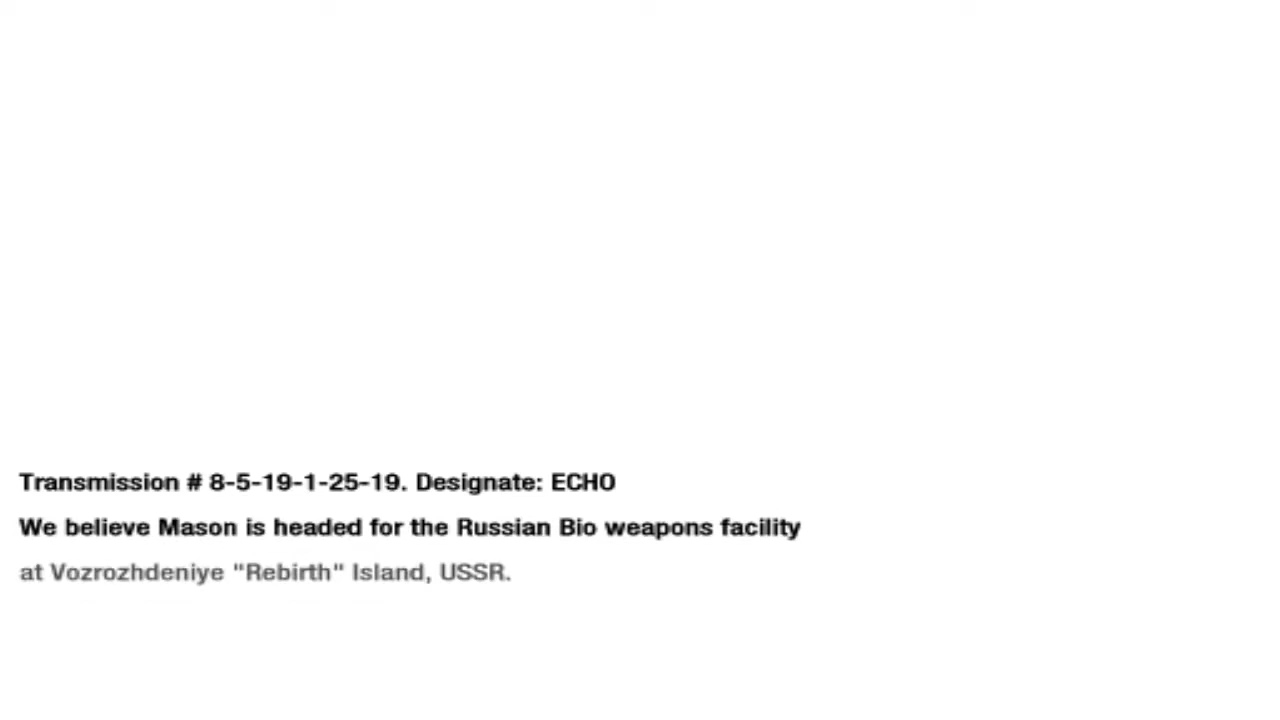 Transmission # 8-5-19-1-25-19. Designate: ECHO
We believe Mason is headed for the Russian Bio weapons facility
at Vozrozhdeniye "Rebirth" Island, USSR.